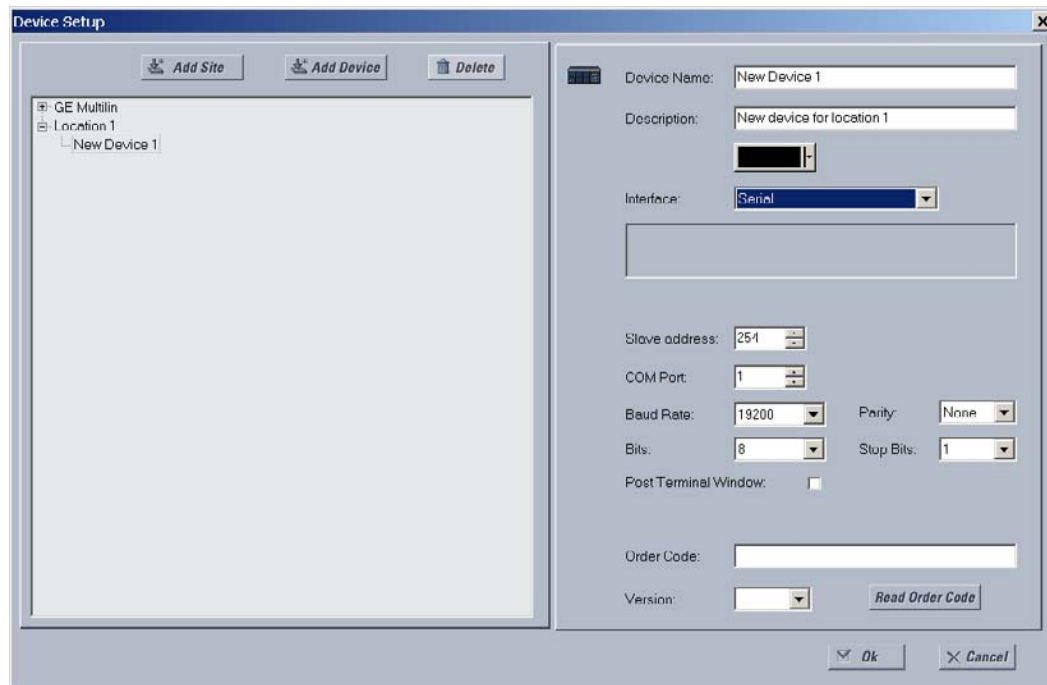 Device Setup
Add Site
Add Device
Delete
GE Multilin
Location 1
New Device 1
Device Name: New Device 1
Description: New device for location 1
Interface: Serial
Slave address: 254
COM Port: 1
Baud Rate: 19200 Parity: None
Bits: 8 Stop Bits: 1
Post Terminal Window:
Order Code:
Version: Read Order Code
Ok Cancel